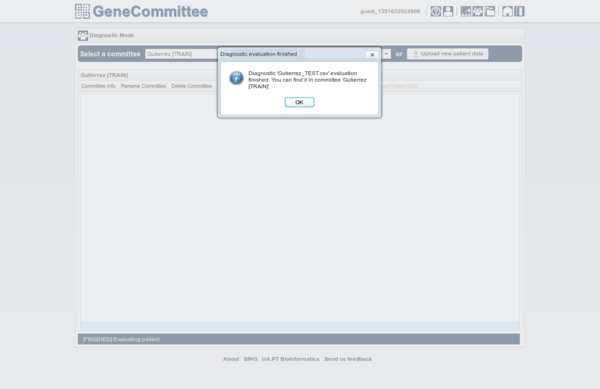 GeneCommittee
guest_1351632924998
Diagnostic Mode
Select a committee Gutierrez [TRAIN] or Upload new patient data
Diagnostic evaluation finished
Diagnostic 'Gutierrez_TEST.csv' evaluation
finished. You can find it in committee 'Gutierrez
[TRAIN]'.
OK
Gutierrez [TRAIN]
Committee Info Rename Committee Delete Committee
[FINISHED] Evaluating patient
About SING UA.PT Bioinformatics Send us feedback